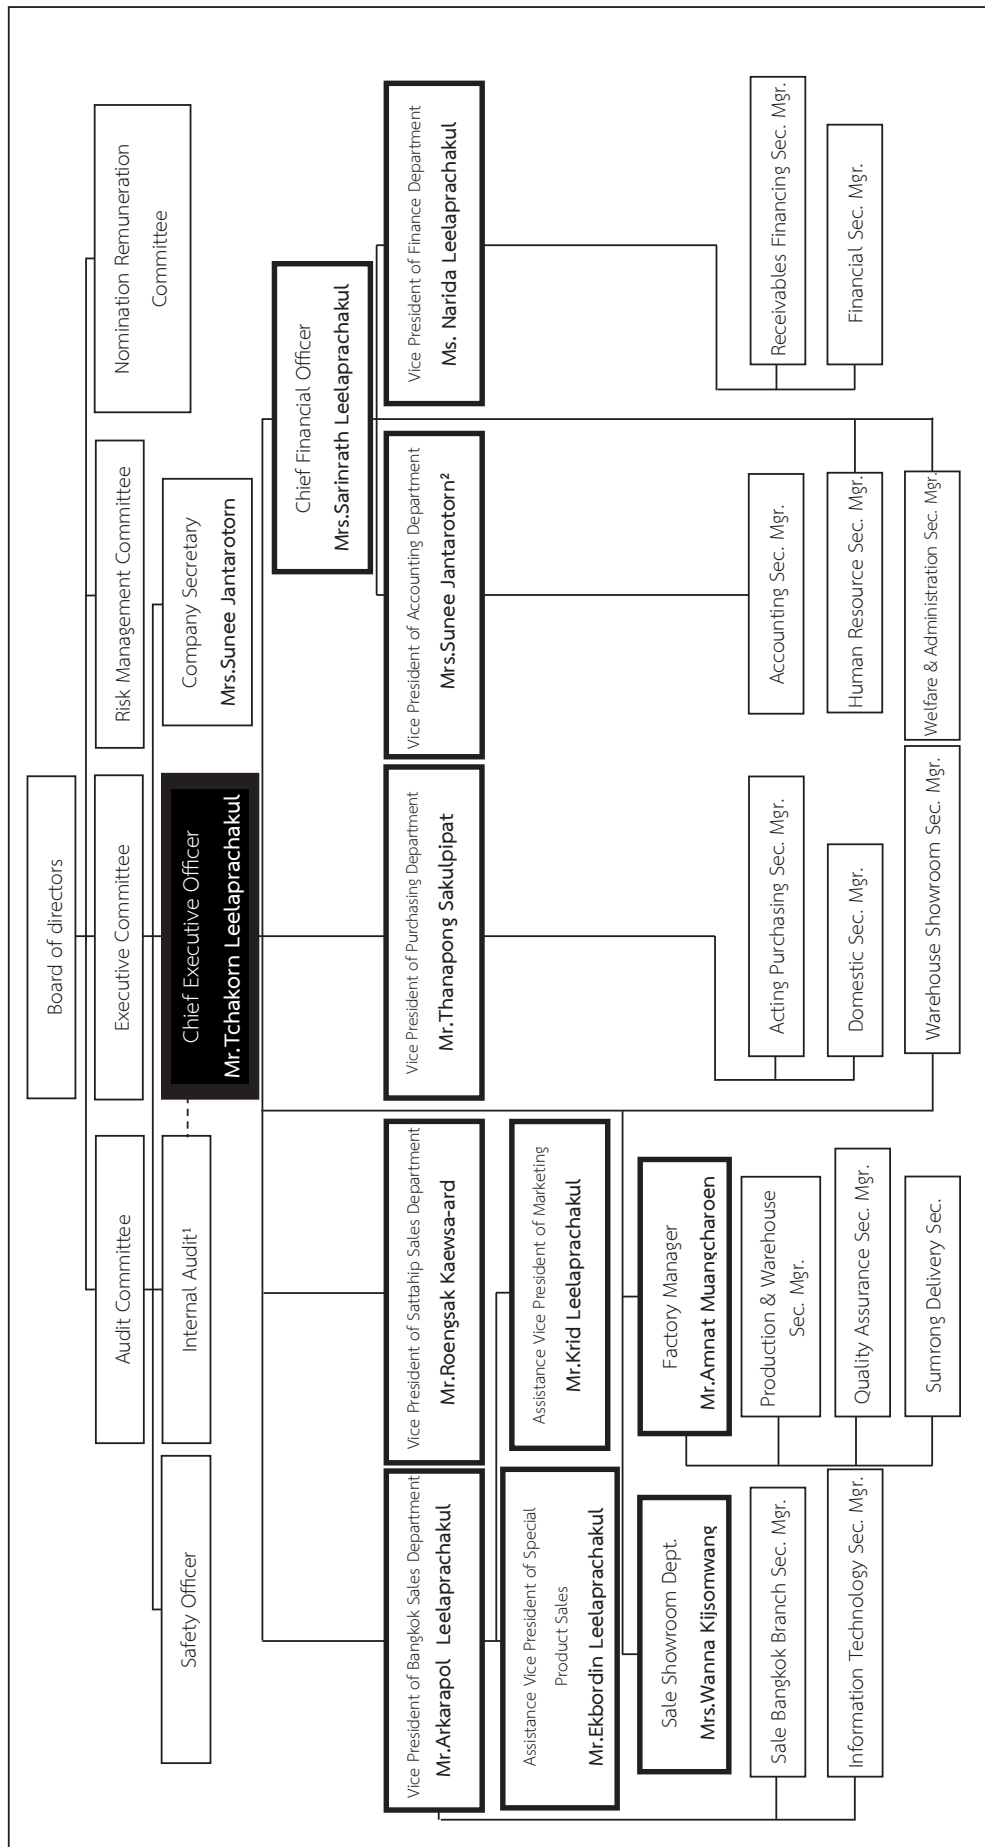 Board of directors
Audit Committee
Executive Committee
Risk Management Committee
Nomination Remuneration
Committee
Safety Officer
Internal Audit¹
Chief Executive Officer
Mr.Tchakorn Leelaprachakul
Company Secretary
Mrs.Sunee Jantarotorn
Chief Financial Officer
Mrs.Sarinrath Leelaprachakul
Vice President of Bangkok Sales Department
Mr.Arkarapol Leelaprachakul
Vice President of Sattahip Sales Department
Mr.Roengsak Kaewsa-ard
Vice President of Purchasing Department
Mr.Thanapong Sakulpipat
Vice President of Accounting Department
Mrs.Sunee Jantarotorn²
Vice President of Finance Department
Ms. Narida Leelaprachakul
Assistance Vice President of Special
Product Sales
Mr.Ekbordin Leelaprachakul
Assistance Vice President of Marketing
Mr.Krid Leelaprachakul
Sale Showroom Dept.
Mrs.Wanna Kijsomwang
Factory Manager
Mr.Amnat Muangcharoen
Sale Bangkok Branch Sec. Mgr.
Production & Warehouse
Sec. Mgr.
Acting Purchasing Sec. Mgr.
Accounting Sec. Mgr.
Receivables Financing Sec. Mgr.
Information Technology Sec. Mgr.
Quality Assurance Sec. Mgr.
Domestic Sec. Mgr.
Human Resource Sec. Mgr.
Financial Sec. Mgr.
Sumrong Delivery Sec.
Warehouse Showroom Sec. Mgr.
Welfare & Administration Sec. Mgr.